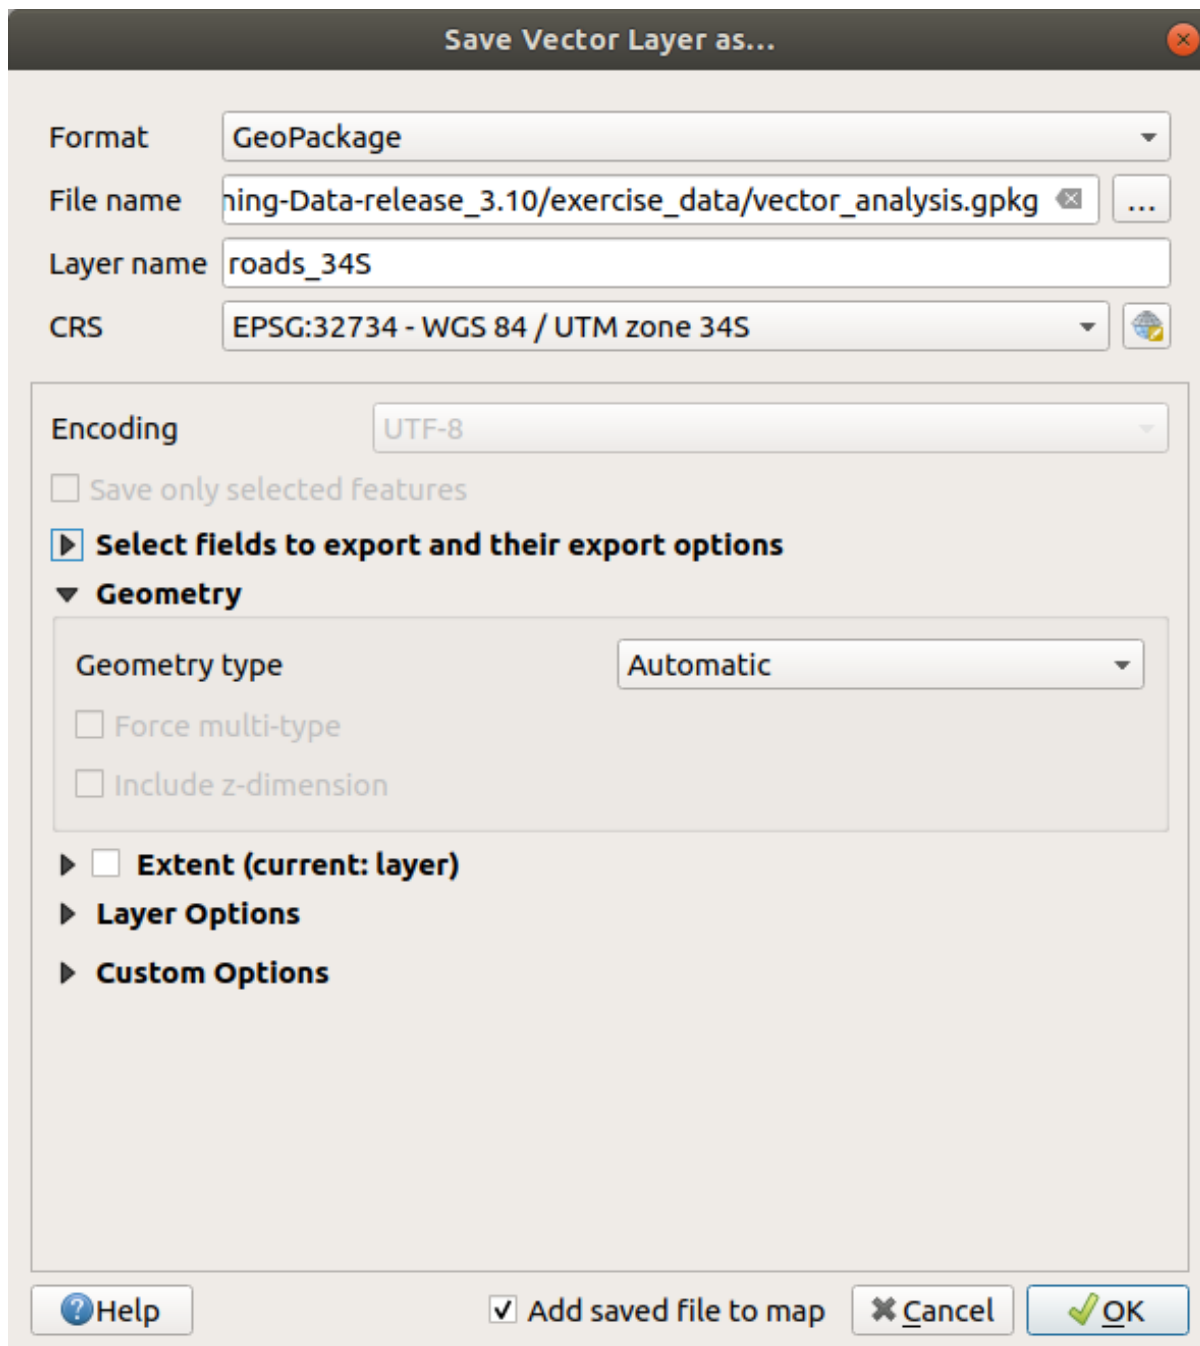 Save Vector Layer as...
Format GeoPackage
File name ning-Data-release_3.10/exercise_data/vector_analysis.gpkg ...
Layer name roads_34S
CRS EPSG:32734 - WGS 84 / UTM zone 34S
Encoding UTF-8
Save only selected features
Select fields to export and their export options
Geometry
Geometry type Automatic
Force multi-type
Include z-dimension
Extent (current: layer)
Layer Options
Custom Options
Help Add saved file to map Cancel OK